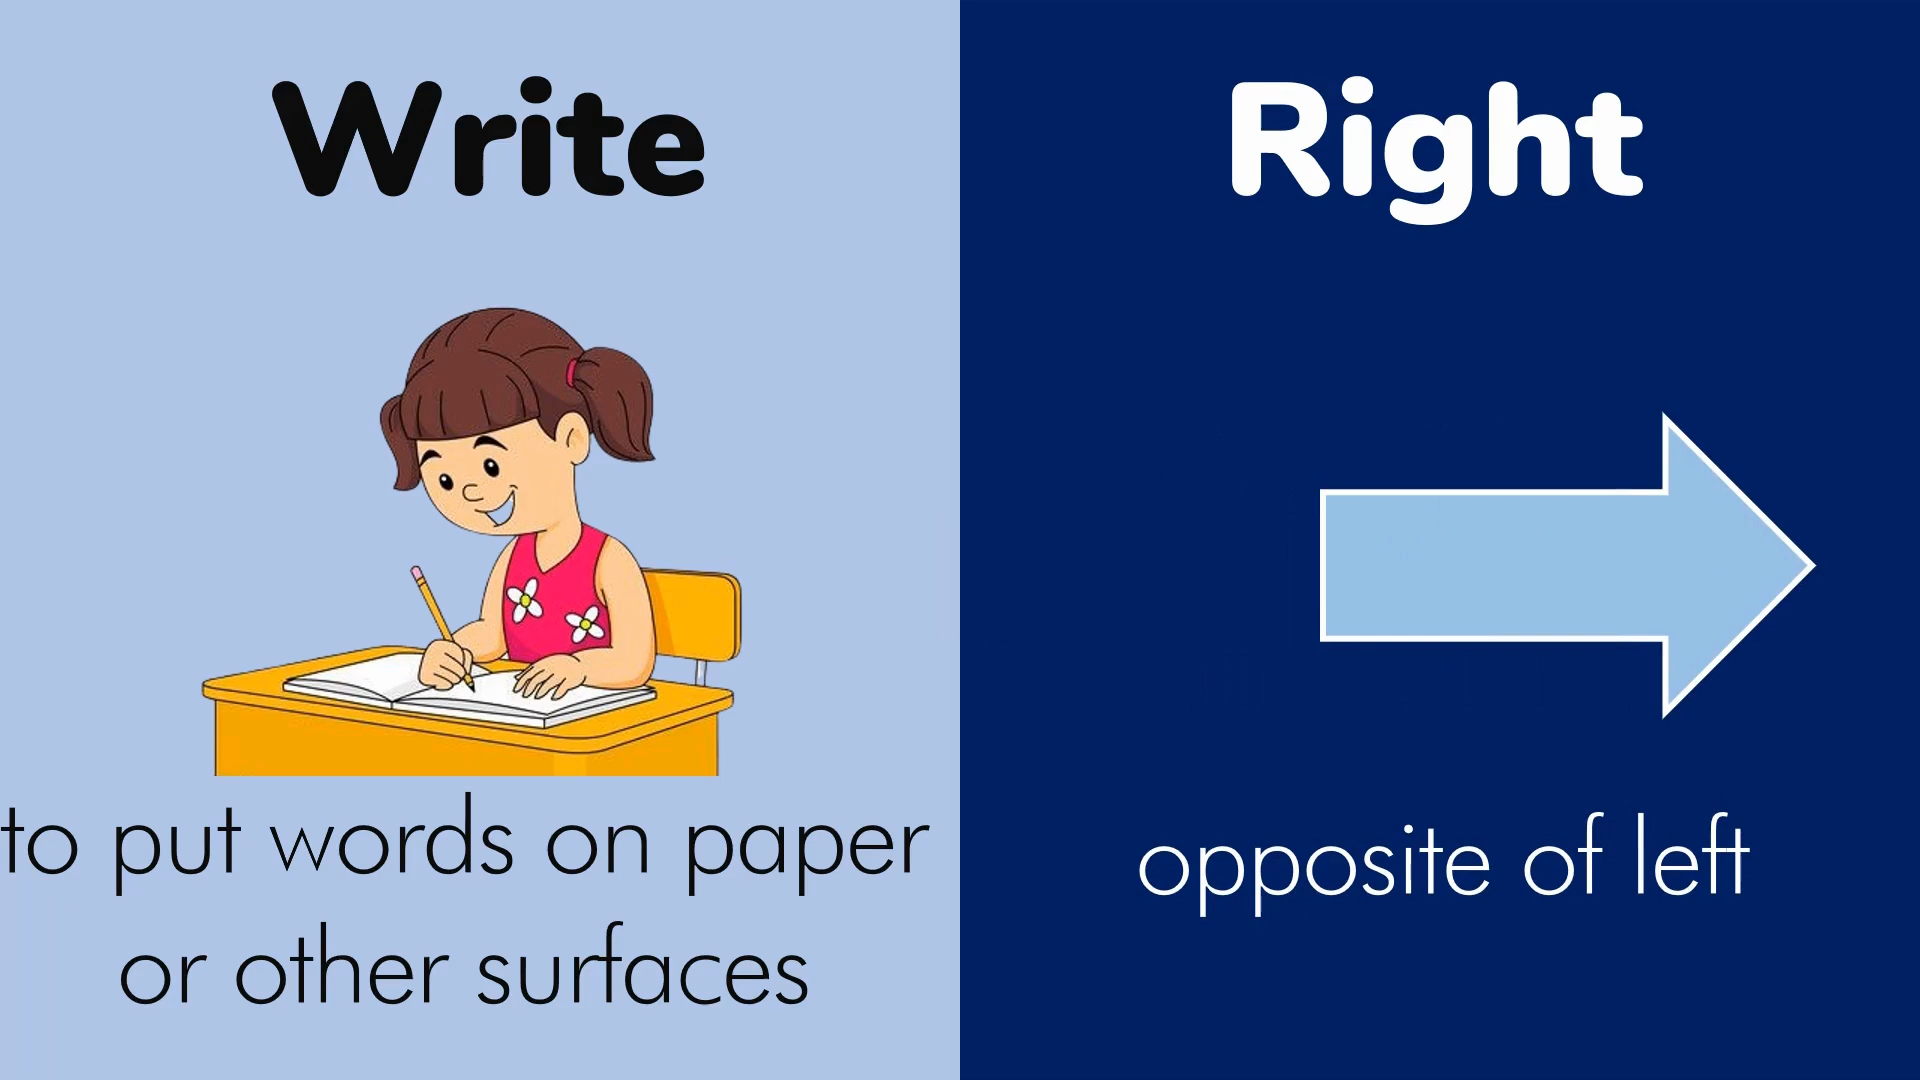 Write
to put words on paper
or other surfaces
Right
opposite of left